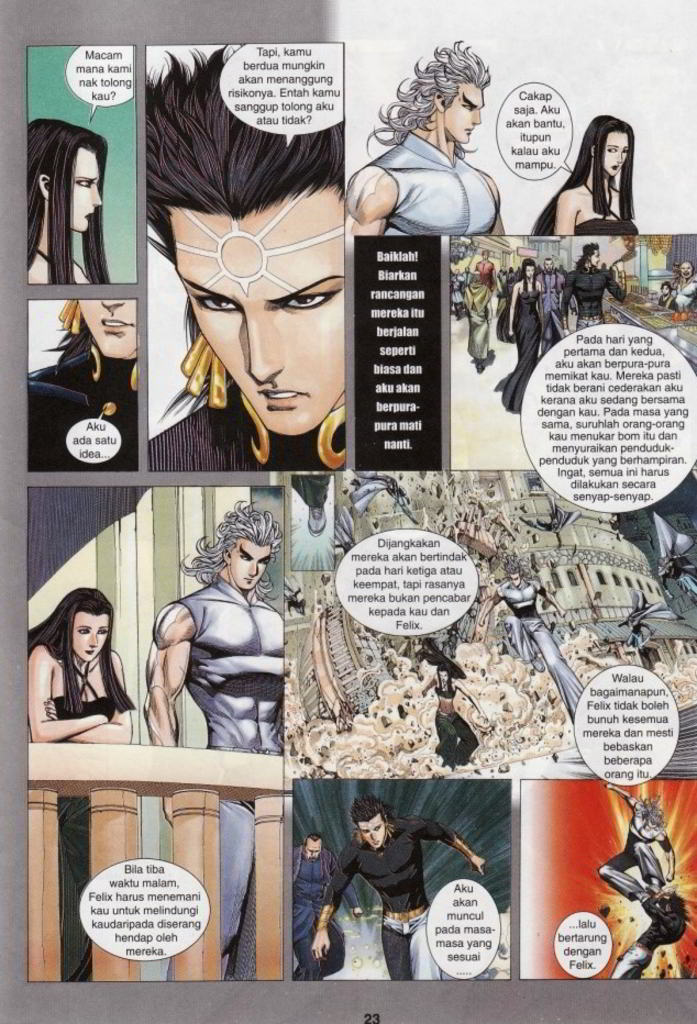 Macam
mana kami
nak tolong
kau?
Tapi, kamu
berdua mungkin
akan menanggung
risikonya. Entah kamu
sanggup tolong aku
atau tidak?
Cakap
saja. Aku
akan bantu,
itupun
kalau aku
mampu.
Aku
ada satu
idea...
Baiklah!
Biarkan
rancangan
mereka itu
berjalan
seperti
biasa dan
aku akan
berpura-
pura mati
nanti.
Pada hari yang
pertama dan kedua,
aku akan berpura-pura
memikat kau. Mereka pasti
tidak berani cederakan aku
kerana aku sedang bersama
dengan kau. Pada masa yang
sama, suruhlah orang-orang
kau menukar bom itu dan
menyuraikan penduduk-
penduduk yang berhampiran.
Ingat, semua ini harus
dilakukan secara
senyap-senyap.
Dijangkakan
mereka akan bertindak
pada hari ketiga atau
keempat, tapi rasanya
mereka bukan pencabar
kepada kau dan
Felix.
Walau
bagaimanapun,
Felix tidak boleh
bunuh kesemua
mereka dan mesti
bebaskan
beberapa
orang itu.
Bila tiba
waktu malam,
Felix harus menemani
kau untuk melindungi
kaudaripada diserang
hendap oleh
mereka.
Aku
akan
muncul
pada masa-
masa yang
sesuai
.....
...lalu
bertarung
dengan
Felix.
23